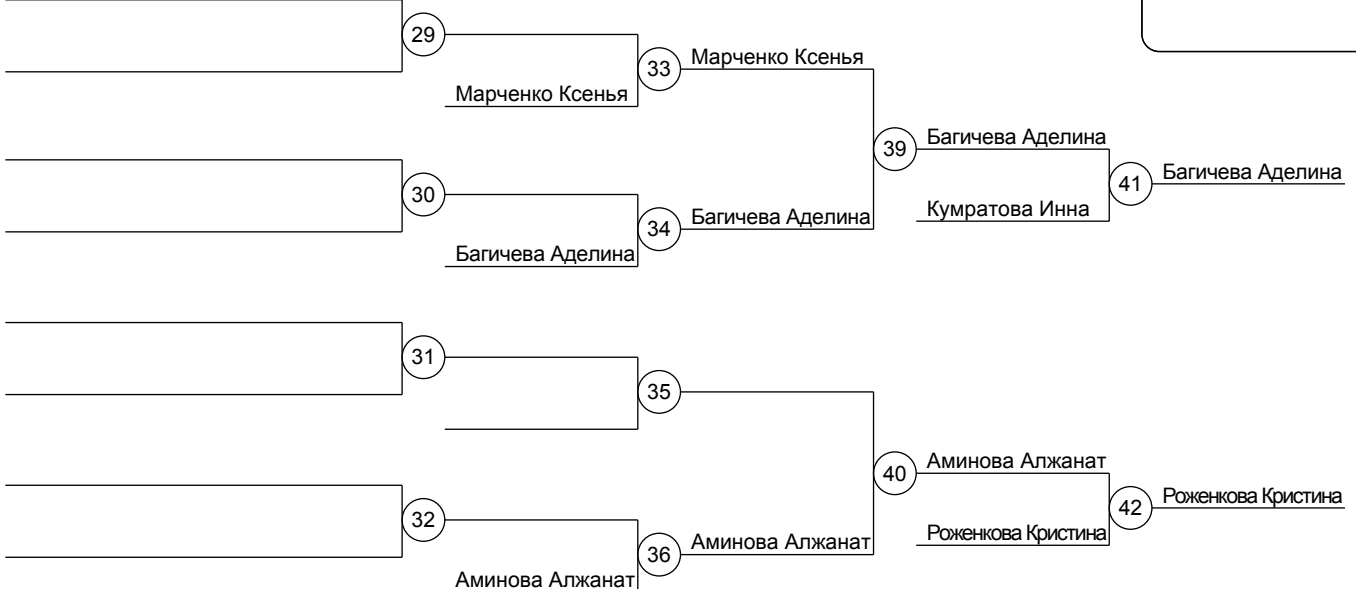 29
33
Марченко Ксенья
Марченко Ксенья
39
Багичева Аделина
41
Багичева Аделина
30
34
Багичева Аделина
Кумратова Инна
Багичева Аделина
31
35
40
Аминова Алжанат
42
Роженкова Кристина
32
36
Аминова Алжанат
Роженкова Кристина
Аминова Алжанат